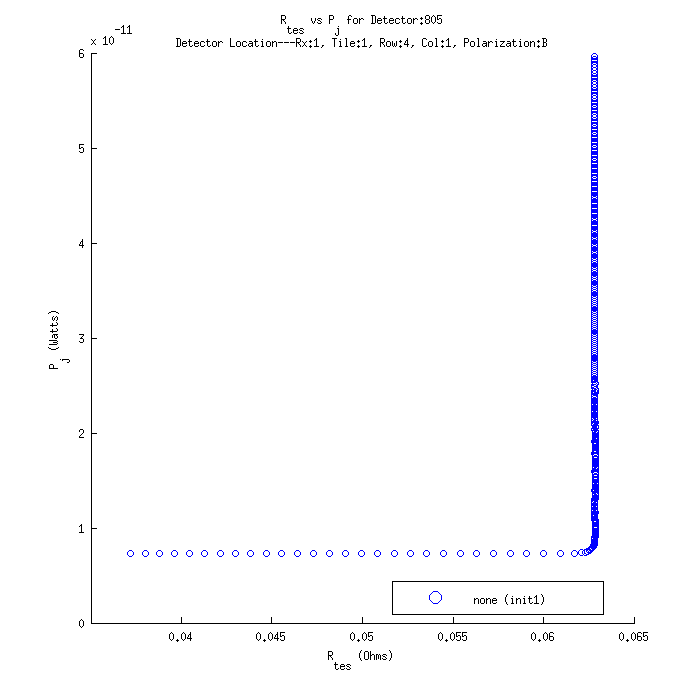 R_tes vs P_j for Detector:805
Detector Location---Rx:1, Tile:1, Row:4, Col:1, Polarization:B
x 10^-11
6
5
4
3
2
1
0
P_j (Watts)
none (init1)
0.04 0.045 0.05 0.055 0.06 0.065
R_tes (Ohms)